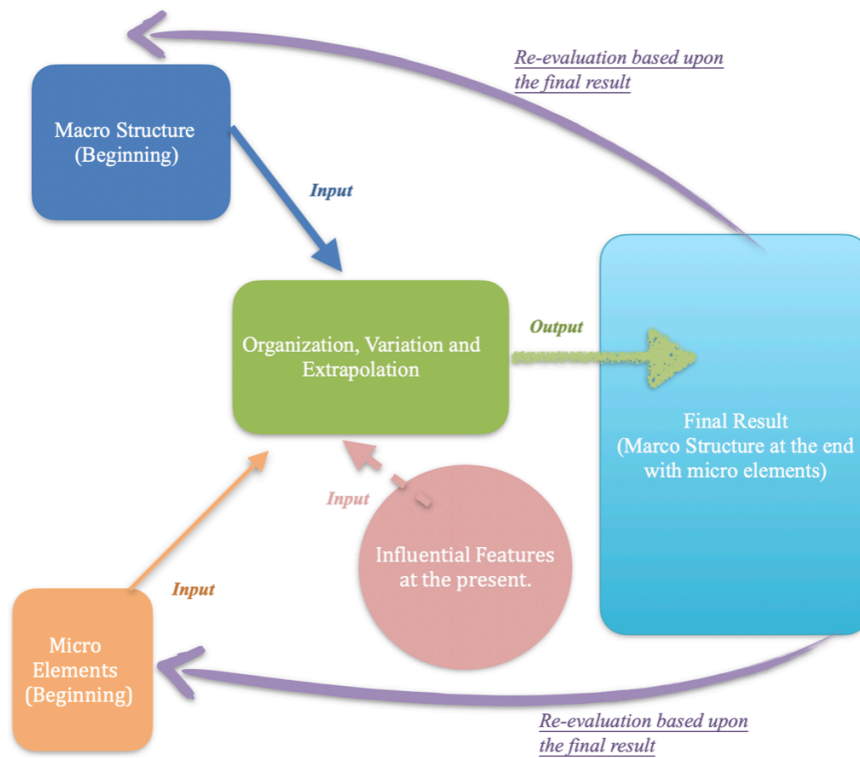 Re-evaluation based upon
the final result
Macro Structure
(Beginning)
Input
Organization, Variation and
Extrapolation
Output
Final Result
(Marco Structure at the end
with micro elements)
Input
Influential Features
at the present.
Input
Micro
Elements
(Beginning)
Re-evaluation based upon
the final result